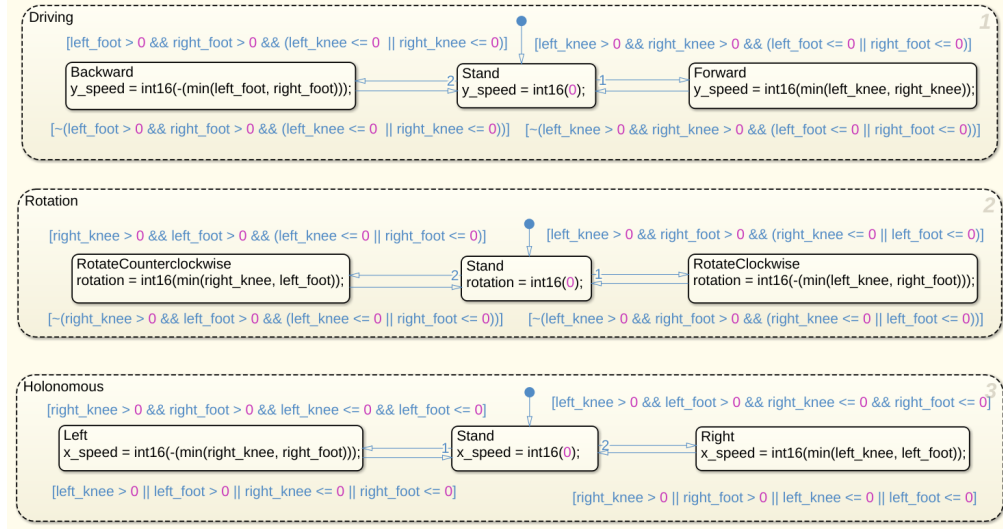 Driving
1
[left_foot > 0 && right_foot > 0 && (left_knee <= 0 || right_knee <= 0)]
[left_knee > 0 && right_knee > 0 && (left_foot <= 0 || right_foot <= 0)]
Backward
y_speed = int16(-(min(left_foot, right_foot)));
2
Stand
y_speed = int16(0);
1
Forward
y_speed = int16(min(left_knee, right_knee));
[~(left_foot > 0 && right_foot > 0 && (left_knee <= 0 || right_knee <= 0))]
[~(left_knee > 0 && right_knee > 0 && (left_foot <= 0 || right_foot <= 0))]
Rotation
2
[right_knee > 0 && left_foot > 0 && (left_knee <= 0 || right_foot <= 0)]
[left_knee > 0 && right_foot > 0 && (right_knee <= 0 || left_foot <= 0)]
RotateCounterclockwise
rotation = int16(min(right_knee, left_foot));
2
Stand
rotation = int16(0);
1
RotateClockwise
rotation = int16(-(min(left_knee, right_foot)));
[~(right_knee > 0 && left_foot > 0 && (left_knee <= 0 || right_foot <= 0))]
[~(left_knee > 0 && right_foot > 0 && (right_knee <= 0 || left_foot <= 0))]
Holonomous
3
[right_knee > 0 && right_foot > 0 && left_knee <= 0 && left_foot <= 0]
[left_knee > 0 && left_foot > 0 && right_knee <= 0 && right_foot <= 0]
Left
x_speed = int16(-(min(right_knee, right_foot)));
1
Stand
x_speed = int16(0);
2
Right
x_speed = int16(min(left_knee, left_foot));
[left_knee > 0 || left_foot > 0 || right_knee <= 0 || right_foot <= 0]
[right_knee > 0 || right_foot > 0 || left_knee <= 0 || left_foot <= 0]